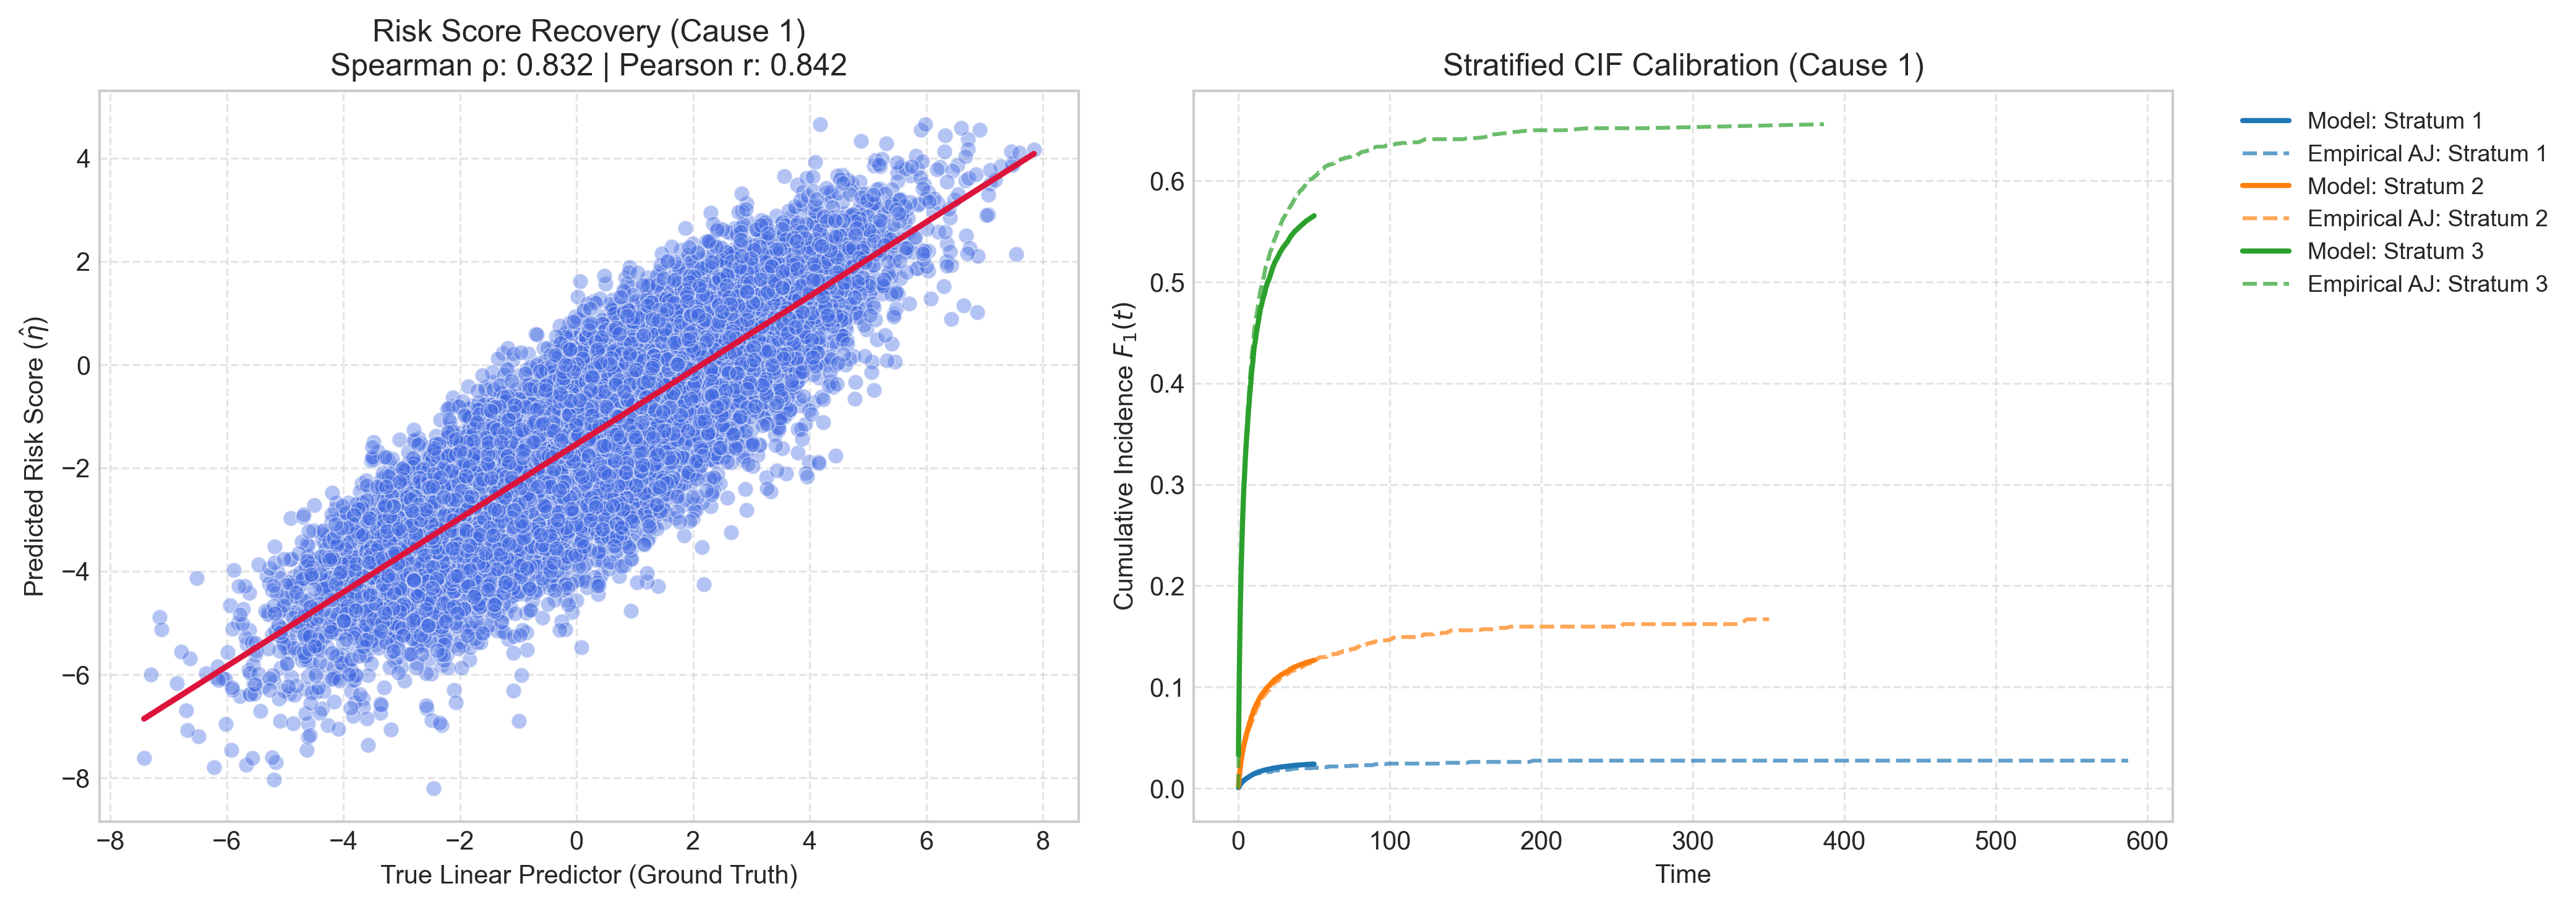 Risk Score Recovery (Cause 1)
Spearman ρ: 0.832 | Pearson r: 0.842
Predicted Risk Score (η̂)
4
2
0
−2
−4
−6
−8
−8 −6 −4 −2 0 2 4 6 8
True Linear Predictor (Ground Truth)
Stratified CIF Calibration (Cause 1)
Cumulative Incidence F₁(t)
0.6
0.5
0.4
0.3
0.2
0.1
0.0
0 100 200 300 400 500 600
Time
Model: Stratum 1
Empirical AJ: Stratum 1
Model: Stratum 2
Empirical AJ: Stratum 2
Model: Stratum 3
Empirical AJ: Stratum 3